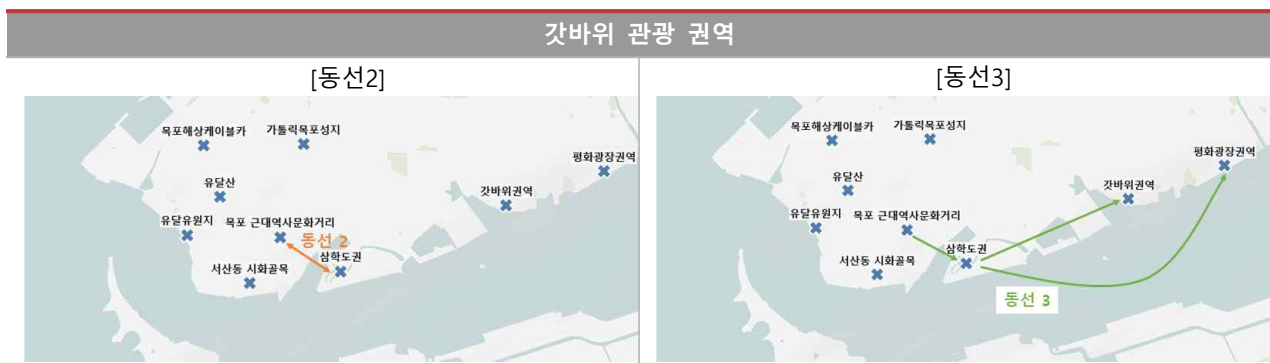 갓바위 관광 권역
[동선2]
목포해상케이블카
가톨릭목포성지
평화광장권역
유달산
갓바위권역
유달유원지
목포 근대역사문화거리
동선 2
삼학도권
서산동 시화골목
[동선3]
목포해상케이블카
가톨릭목포성지
평화광장권역
유달산
갓바위권역
유달유원지
목포 근대역사문화거리
삼학도권
서산동 시화골목
동선 3